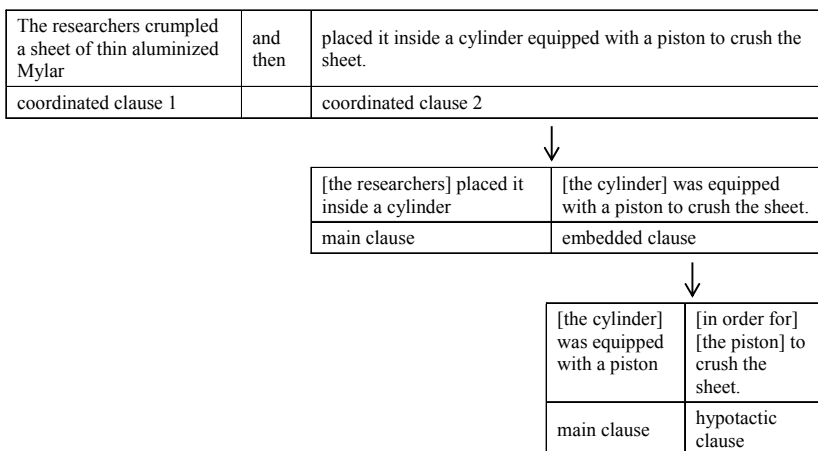 The researchers crumpled
a sheet of thin aluminized
Mylar
and
then
placed it inside a cylinder equipped with a piston to crush the
sheet.
coordinated clause 1
coordinated clause 2
[the researchers] placed it
inside a cylinder
[the cylinder] was equipped
with a piston to crush the sheet.
main clause
embedded clause
[the cylinder]
was equipped
with a piston
[in order for]
[the piston] to
crush the
sheet.
main clause
hypotactic
clause